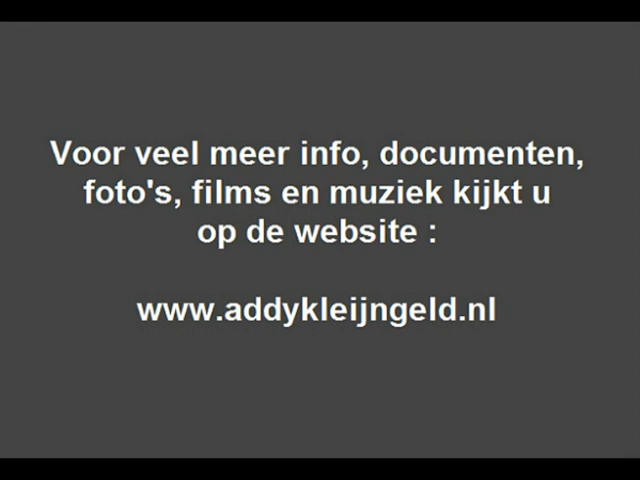 Voor veel meer info, documenten,
foto's, films en muziek kijkt u
op de website :
www.addykleijngeld.nl